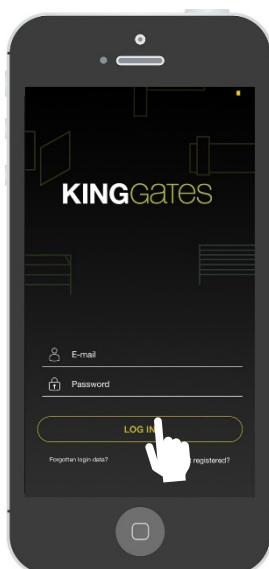 KINGGaTES
E-mail
Password
LOG IN
Forgotten login data? registered?